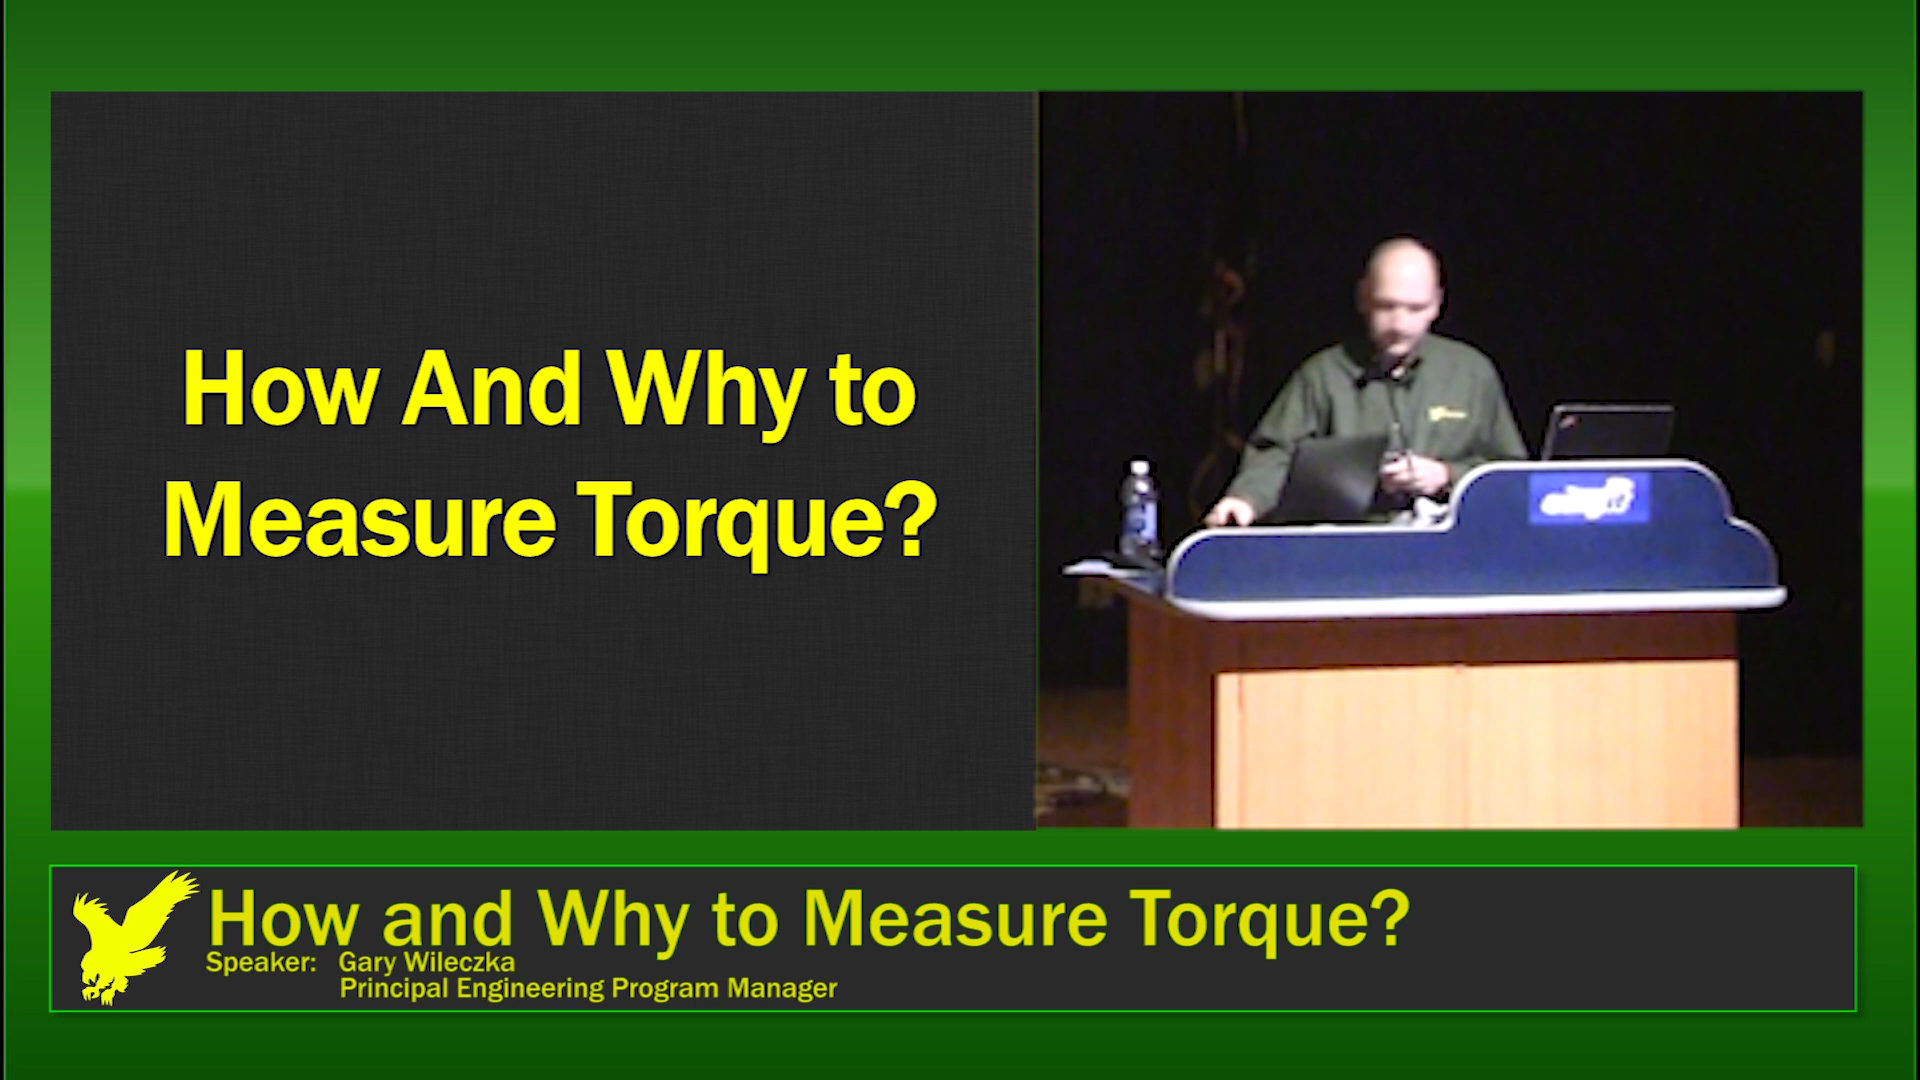 How And Why to
Measure Torque?
How and Why to Measure Torque?
Speaker: Gary Wileczka
Principal Engineering Program Manager